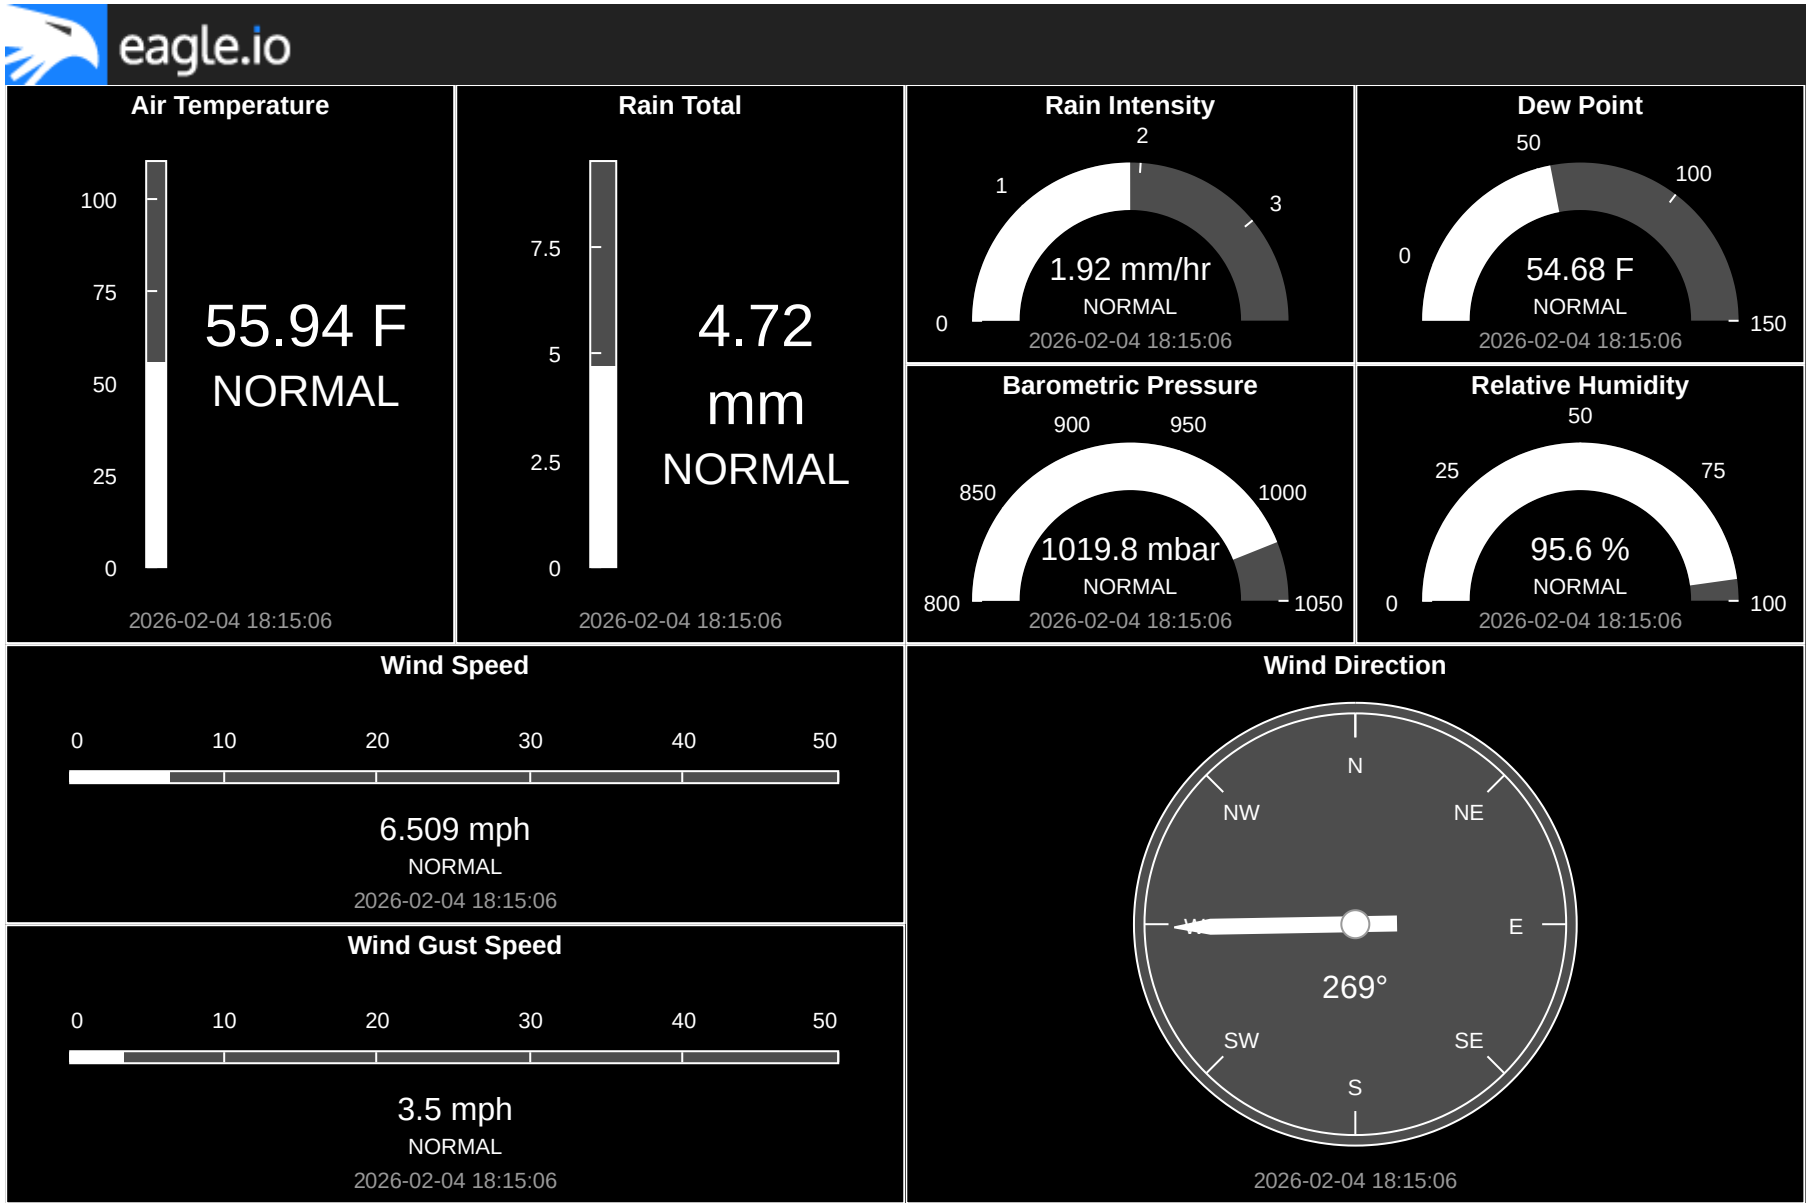 eagle.io
Air Temperature
100
75
50
25
0
55.94 F
NORMAL
2026-02-04 18:15:06
Rain Total
7.5
5
2.5
0
4.72
mm
NORMAL
2026-02-04 18:15:06
Rain Intensity
0
1
2
3
1.92 mm/hr
NORMAL
2026-02-04 18:15:06
Dew Point
0
50
100
150
54.68 F
NORMAL
2026-02-04 18:15:06
Barometric Pressure
800
850
900
950
1000
1050
1019.8 mbar
NORMAL
2026-02-04 18:15:06
Relative Humidity
0
25
50
75
100
95.6 %
NORMAL
2026-02-04 18:15:06
Wind Speed
0 10 20 30 40 50
6.509 mph
NORMAL
2026-02-04 18:15:06
Wind Gust Speed
0 10 20 30 40 50
3.5 mph
NORMAL
2026-02-04 18:15:06
Wind Direction
N
NW NE
W E
269°
SW SE
S
2026-02-04 18:15:06